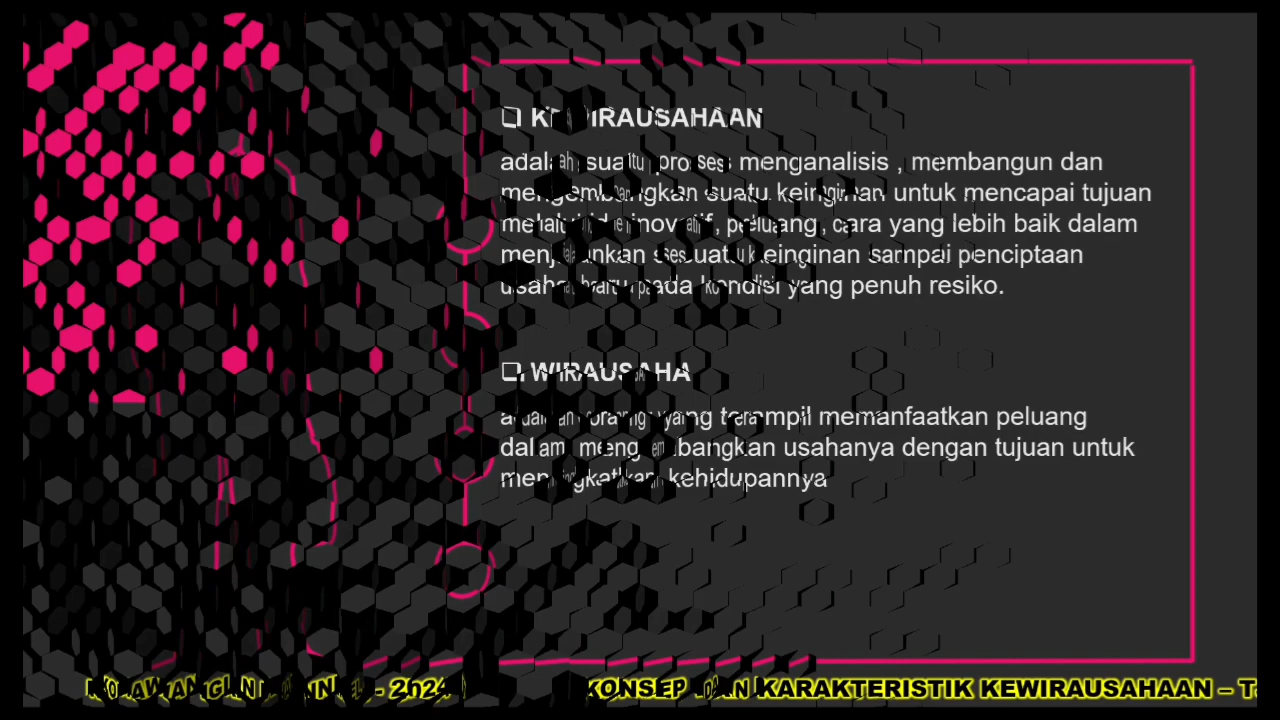 ❑ KEWIRAUSAHAAN
adalah suatu proses menganalisis , membangun dan
mengembangkan suatu keinginan untuk mencapai tujuan
melalui ide inovatif, peluang, cara yang lebih baik dalam
menjalankan sesuatu keinginan sampai penciptaan
usaha baru pada kondisi yang penuh resiko.
❑ WIRAUSAHA
adalah orang yang terampil memanfaatkan peluang
dalam mengembangkan usahanya dengan tujuan untuk
meningkatkan kehidupannya
- 2024 KONSEP DAN KARAKTERISTIK KEWIRAUSAHAAN –